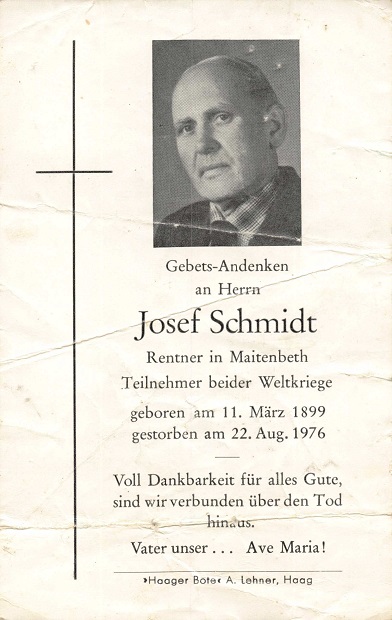 Gebets-Andenken
an Herrn
Josef Schmidt
Rentner in Maitenbeth
Teilnehmer beider Weltkriege
geboren am 11. März 1899
gestorben am 22. Aug. 1976
Voll Dankbarkeit für alles Gute,
sind wir verbunden über den Tod
hinaus.
Vater unser . . . Ave Maria!
»Haager Bote« A. Lehner, Haag